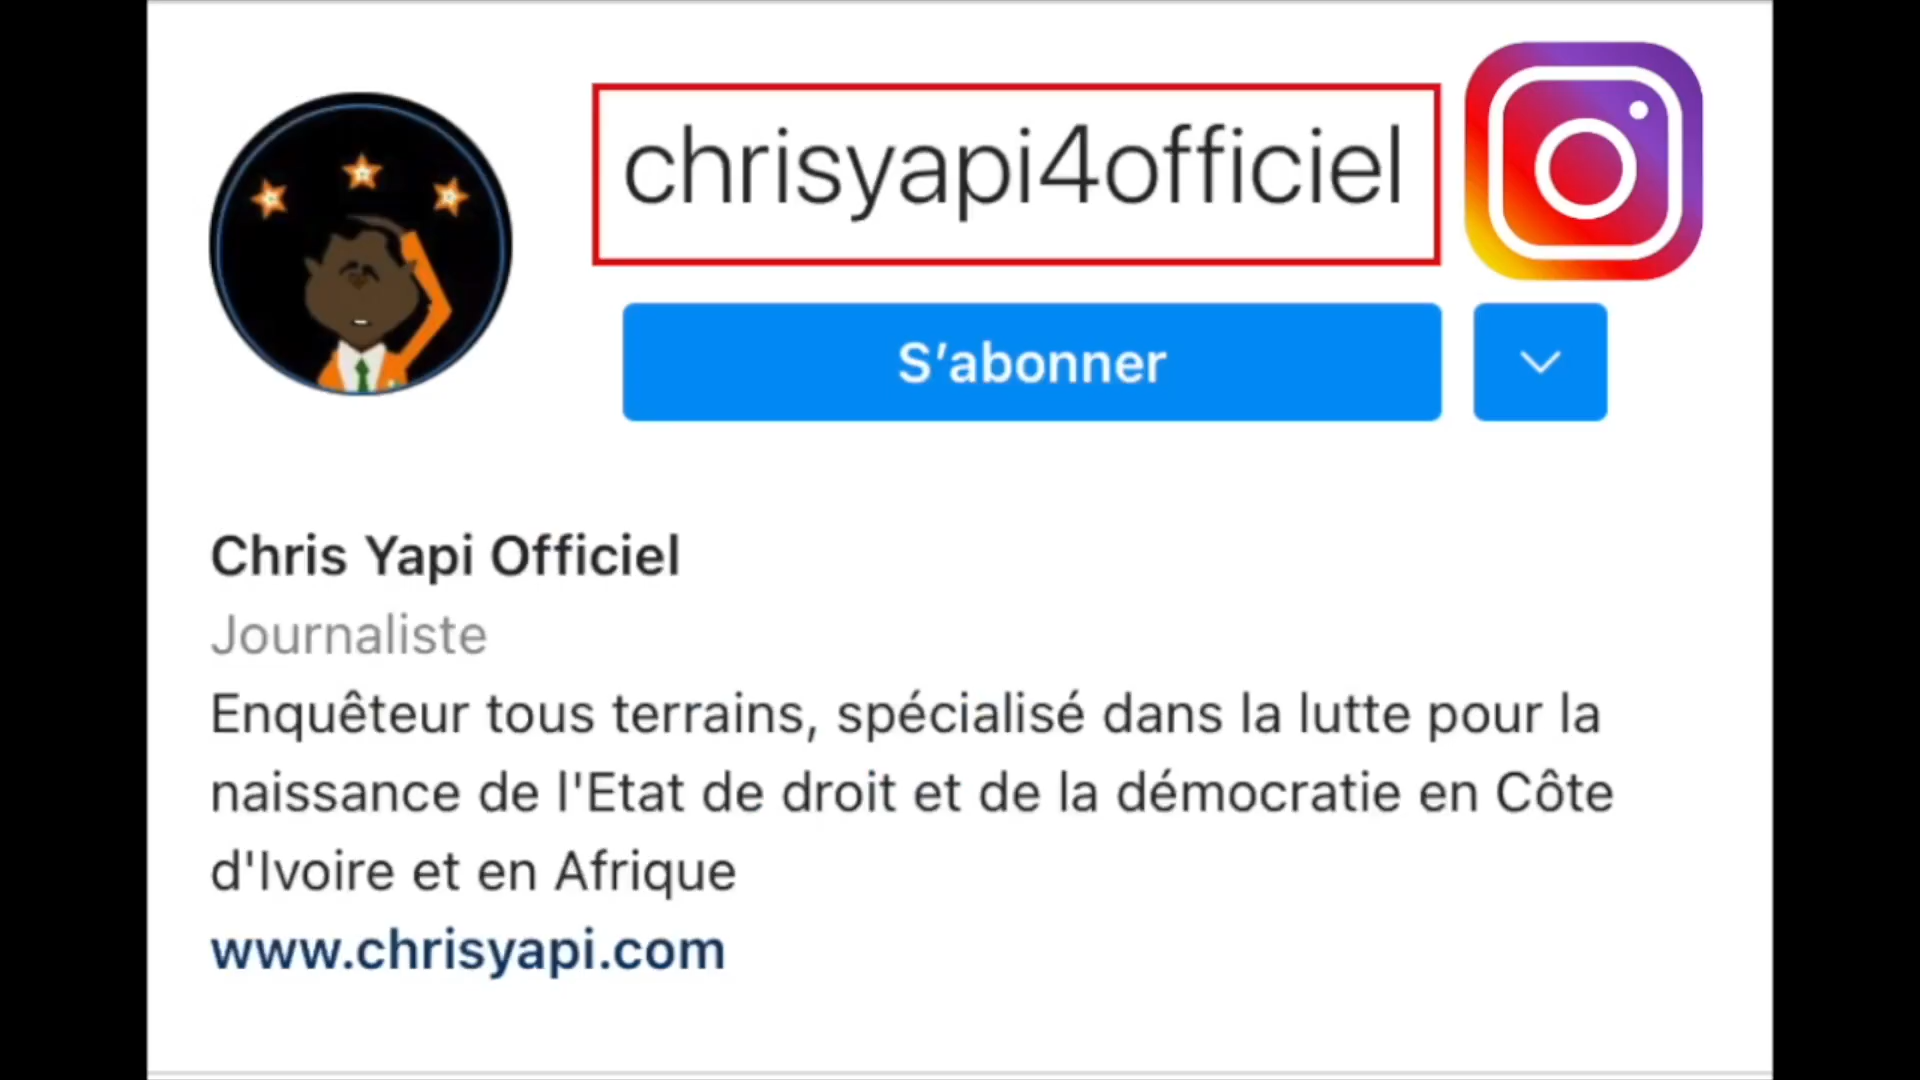 chrisyapi4officiel
S’abonner
Chris Yapi Officiel
Journaliste
Enquêteur tous terrains, spécialisé dans la lutte pour la
naissance de l'Etat de droit et de la démocratie en Côte
d'Ivoire et en Afrique
www.chrisyapi.com